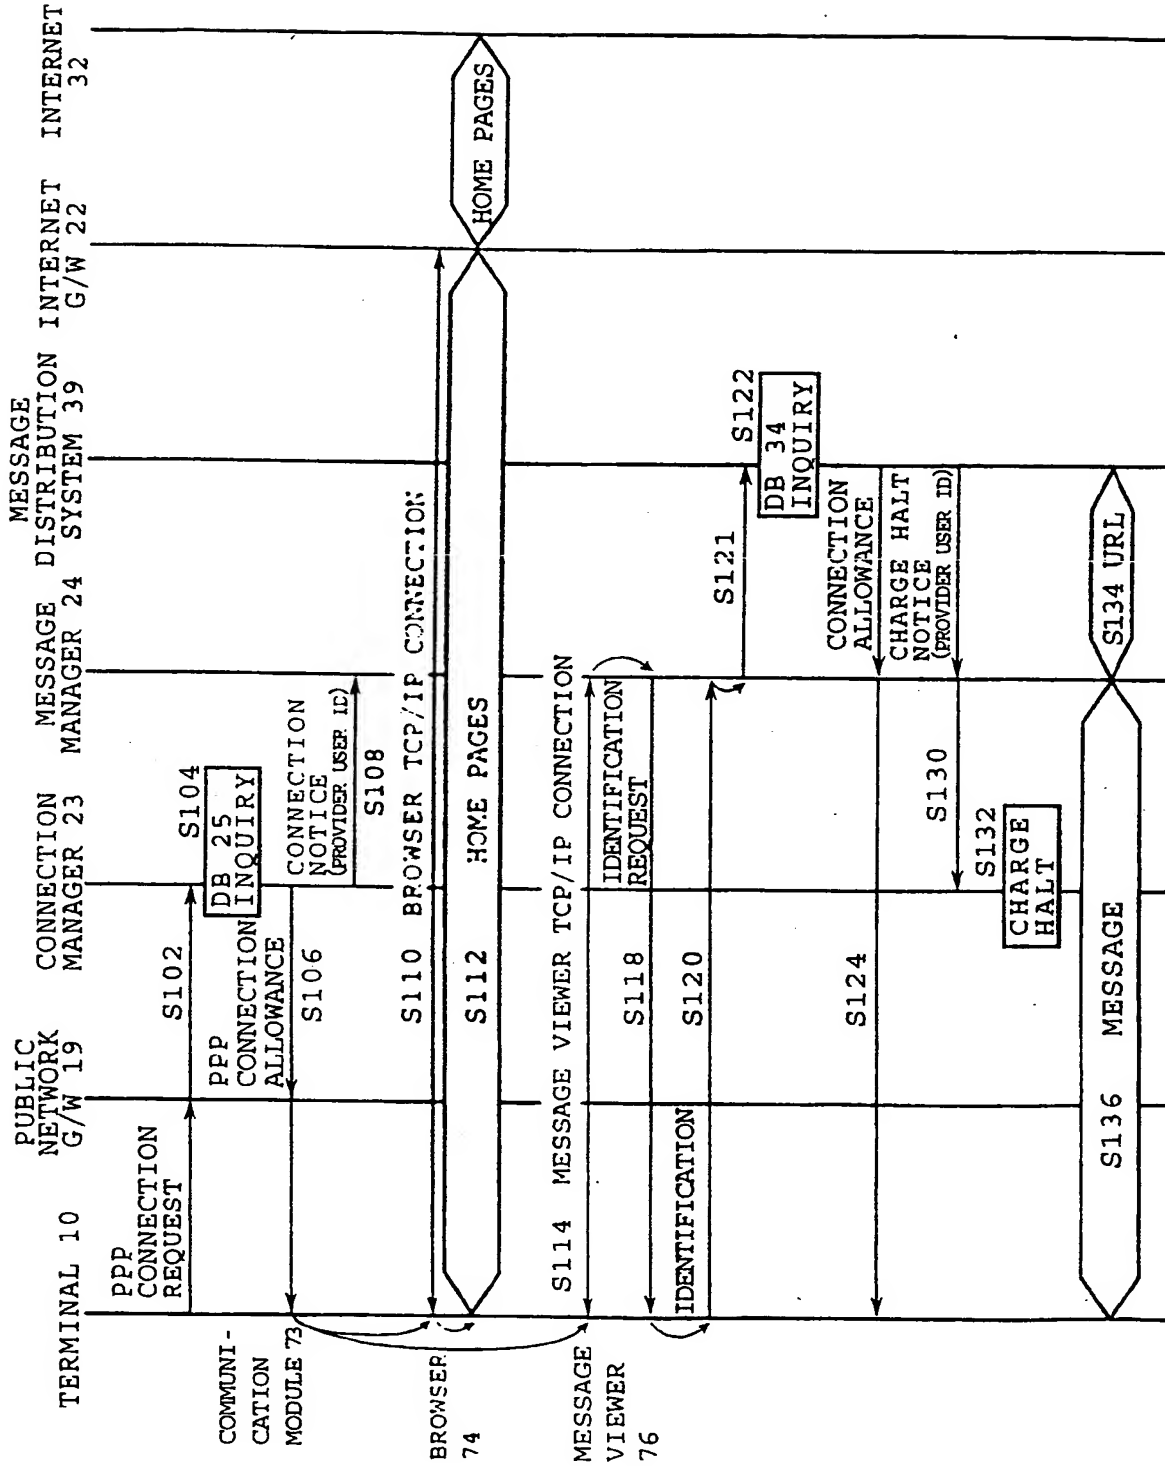 TERMINAL 10
PUBLIC
NETWORK
G/W 19
CONNECTION
MANAGER 23
MESSAGE
MANAGER 24
MESSAGE
DISTRIBUTION
SYSTEM 39
INTERNET
G/W 22
INTERNET
32
PPP
CONNECTION
REQUEST
S102
S104
DB 25
INQUIRY
COMMUNI-
CATION
MODULE 73
PPP
CONNECTION
ALLOWANCE
S106
CONNECTION
NOTICE
(PROVIDER USER ID)
S108
BROWSER
74
S110 BROWSER TCP/IP CONNECTION
S112 HOME PAGES
HOME PAGES
MESSAGE
VIEWER
76
S114 MESSAGE VIEWER TCP/IP CONNECTION
IDENTIFICATION
REQUEST
S118
IDENTIFICATION
S120
S121
S122
DB 34
INQUIRY
CONNECTION
ALLOWANCE
S124
CHARGE HALT
NOTICE
(PROVIDER USER ID)
S130
S132
CHARGE
HALT
S134 URL
S136 MESSAGE